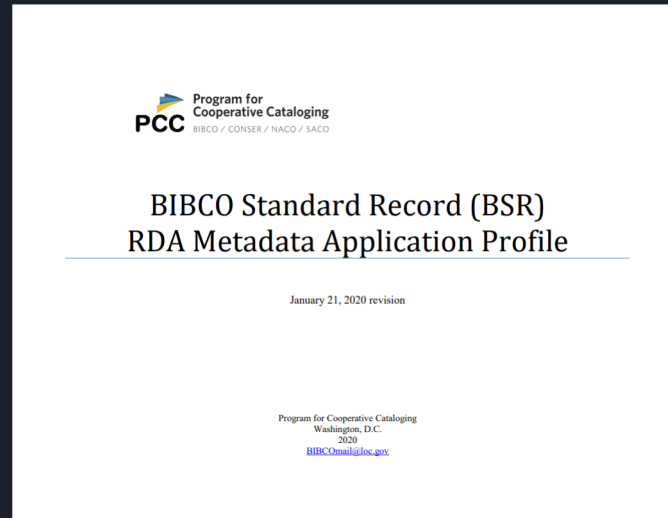 PCC
Program for
Cooperative Cataloging
BIBCO / CONSER / NACO / SACO
BIBCO Standard Record (BSR)
RDA Metadata Application Profile
January 21, 2020 revision
Program for Cooperative Cataloging
Washington, D.C.
2020
BIBCOmail@loc.gov